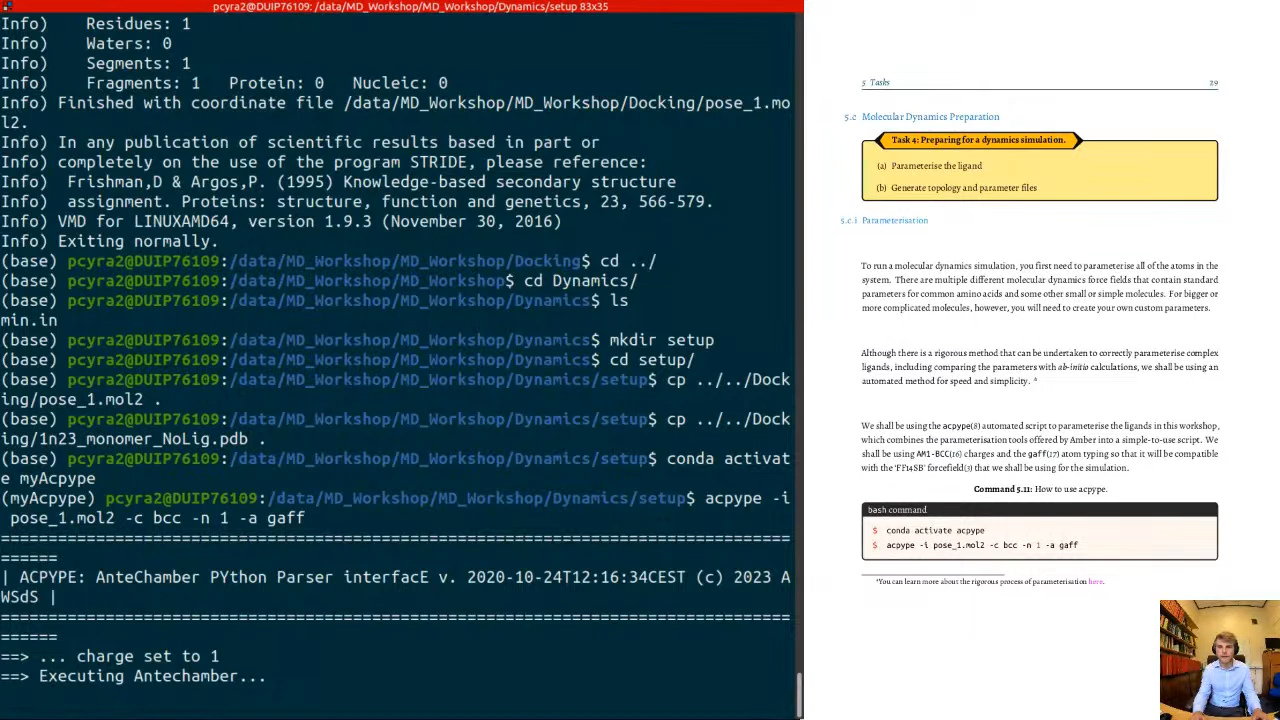 pcyra2@DUIP76109: /data/MD_Workshop/MD_Workshop/Dynamics/setup 83x35
Info)    Residues: 1
Info)    Waters: 0
Info)    Segments: 1
Info)    Fragments: 1   Protein: 0   Nucleic: 0
Info) Finished with coordinate file /data/MD_Workshop/MD_Workshop/Docking/pose_1.mo
l2.
Info) In any publication of scientific results based in part or
Info) completely on the use of the program STRIDE, please reference:
Info)  Frishman,D & Argos,P. (1995) Knowledge-based secondary structure
Info)  assignment. Proteins: structure, function and genetics, 23, 566-579.
Info) VMD for LINUXAMD64, version 1.9.3 (November 30, 2016)
Info) Exiting normally.
(base) pcyra2@DUIP76109:/data/MD_Workshop/MD_Workshop/Docking$ cd ../
(base) pcyra2@DUIP76109:/data/MD_Workshop/MD_Workshop$ cd Dynamics/
(base) pcyra2@DUIP76109:/data/MD_Workshop/MD_Workshop/Dynamics$ ls
min.in
(base) pcyra2@DUIP76109:/data/MD_Workshop/MD_Workshop/Dynamics$ mkdir setup
(base) pcyra2@DUIP76109:/data/MD_Workshop/MD_Workshop/Dynamics$ cd setup/
(base) pcyra2@DUIP76109:/data/MD_Workshop/MD_Workshop/Dynamics/setup$ cp ../../Dock
ing/pose_1.mol2 .
(base) pcyra2@DUIP76109:/data/MD_Workshop/MD_Workshop/Dynamics/setup$ cp ../../Dock
ing/1n23_monomer_NoLig.pdb .
(base) pcyra2@DUIP76109:/data/MD_Workshop/MD_Workshop/Dynamics/setup$ conda activat
e myAcpype
(myAcpype) pcyra2@DUIP76109:/data/MD_Workshop/MD_Workshop/Dynamics/setup$ acpype -i
 pose_1.mol2 -c bcc -n 1 -a gaff
===================================================================================
======
| ACPYPE: AnteChamber PYthon Parser interfacE v. 2020-10-24T12:16:34CEST (c) 2023 A
WSdS |
===================================================================================
======
==> ... charge set to 1
==> Executing Antechamber...
5 Tasks 29
5.c Molecular Dynamics Preparation
Task 4: Preparing for a dynamics simulation.
(a) Parameterise the ligand
(b) Generate topology and parameter files
5.c.i Parameterisation
To run a molecular dynamics simulation, you first need to parameterise all of the atoms in the
system. There are multiple different molecular dynamics force fields that contain standard
parameters for common amino acids and some other small or simple molecules. For bigger or
more complicated molecules, however, you will need to create your own custom parameters.
Although there is a rigorous method that can be undertaken to correctly parameterise complex
ligands, including comparing the parameters with ab-initio calculations, we shall be using an
automated method for speed and simplicity. *
We shall be using the acpype(8) automated script to parameterise the ligands in this workshop,
which combines the parameterisation tools offered by Amber into a simple-to-use script. We
shall be using AM1-BCC(16) charges and the gaff(17) atom typing so that it will be compatible
with the 'FF14SB' forcefield(3) that we shall be using for the simulation.
Command 5.11: How to use acpype.
bash command
$ conda activate acpype
$ acpype -i pose_1.mol2 -c bcc -n 1 -a gaff
*You can learn more about the rigorous process of parameterisation here.